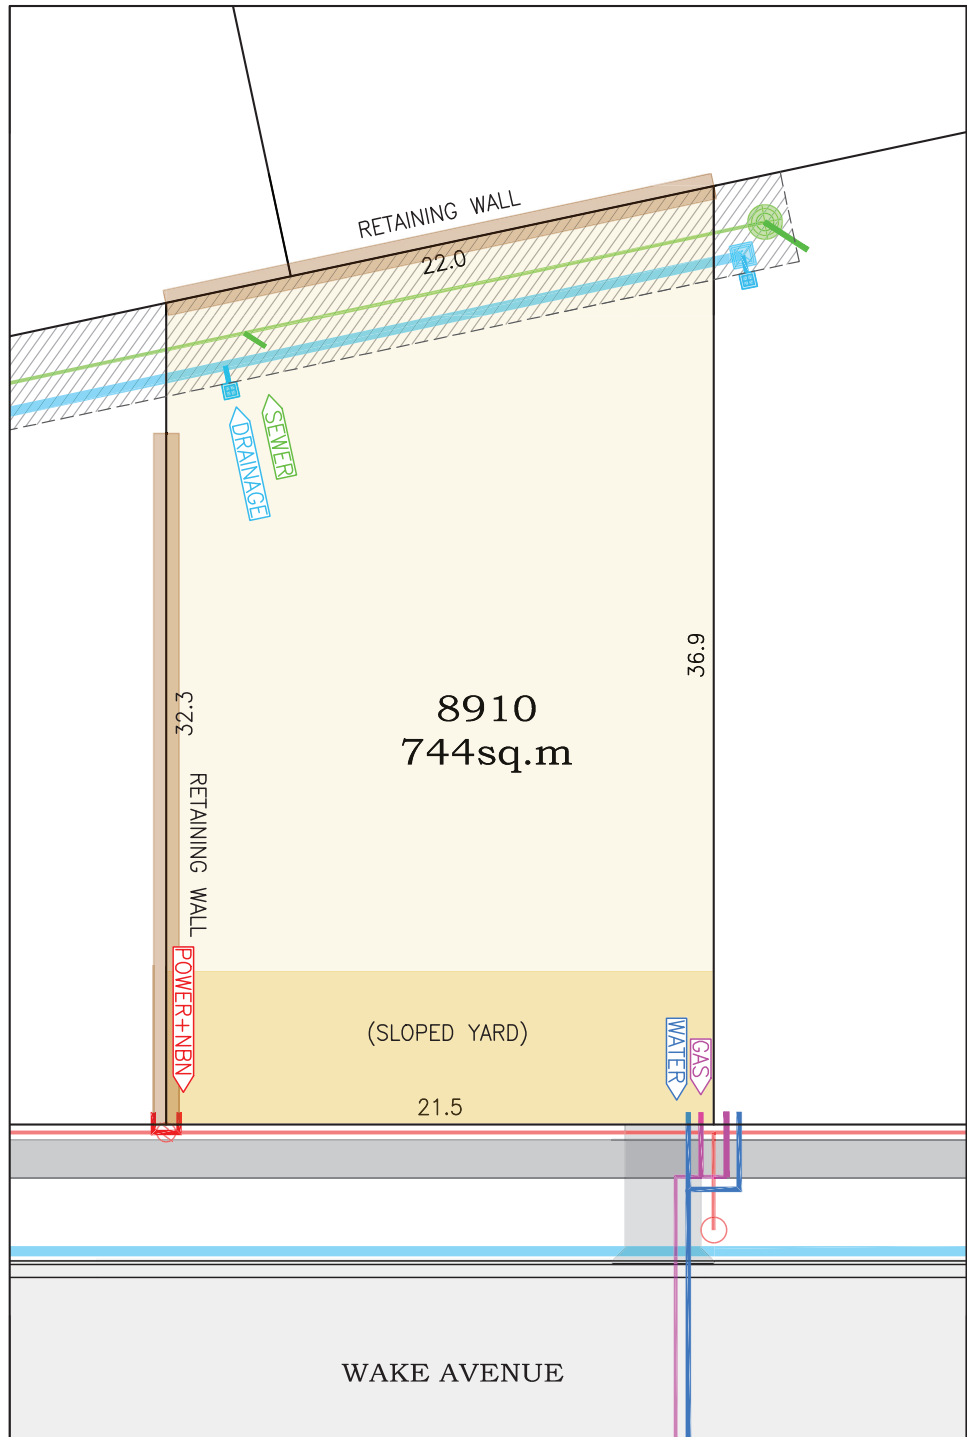 RETAINING WALL
22.0
SEWER
DRAINAGE
36.9
32.3
8910
744sq.m
RETAINING WALL
POWER+NBN
(SLOPED YARD)
WATER
GAS
21.5
WAKE AVENUE